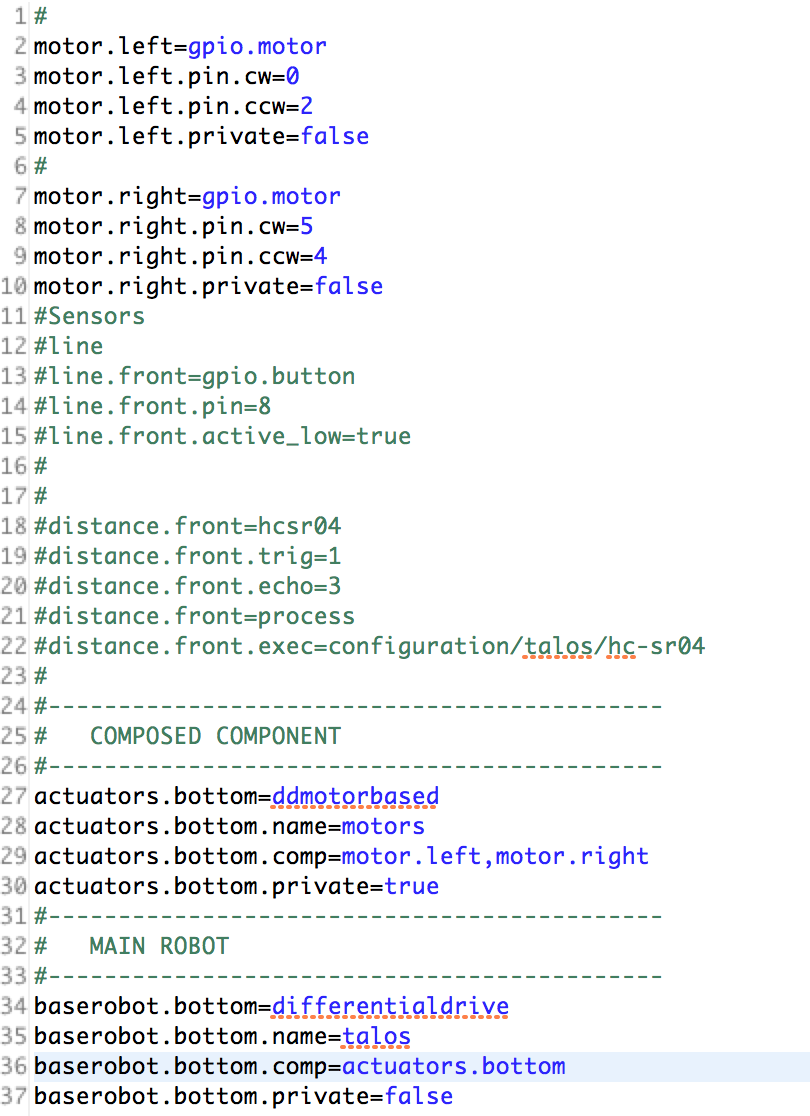 1 #
2 motor.left=gpio.motor
3 motor.left.pin.cw=0
4 motor.left.pin.ccw=2
5 motor.left.private=false
6 #
7 motor.right=gpio.motor
8 motor.right.pin.cw=5
9 motor.right.pin.ccw=4
10 motor.right.private=false
11 #Sensors
12 #line
13 #line.front=gpio.button
14 #line.front.pin=8
15 #line.front.active_low=true
16 #
17 #
18 #distance.front=hcsr04
19 #distance.front.trig=1
20 #distance.front.echo=3
21 #distance.front=process
22 #distance.front.exec=configuration/talos/hc-sr04
23 #
24 #--------------------------------------------
25 #   COMPOSED COMPONENT
26 #--------------------------------------------
27 actuators.bottom=ddmotorbased
28 actuators.bottom.name=motors
29 actuators.bottom.comp=motor.left,motor.right
30 actuators.bottom.private=true
31 #--------------------------------------------
32 #   MAIN ROBOT
33 #--------------------------------------------
34 baserobot.bottom=differentialdrive
35 baserobot.bottom.name=talos
36 baserobot.bottom.comp=actuators.bottom
37 baserobot.bottom.private=false